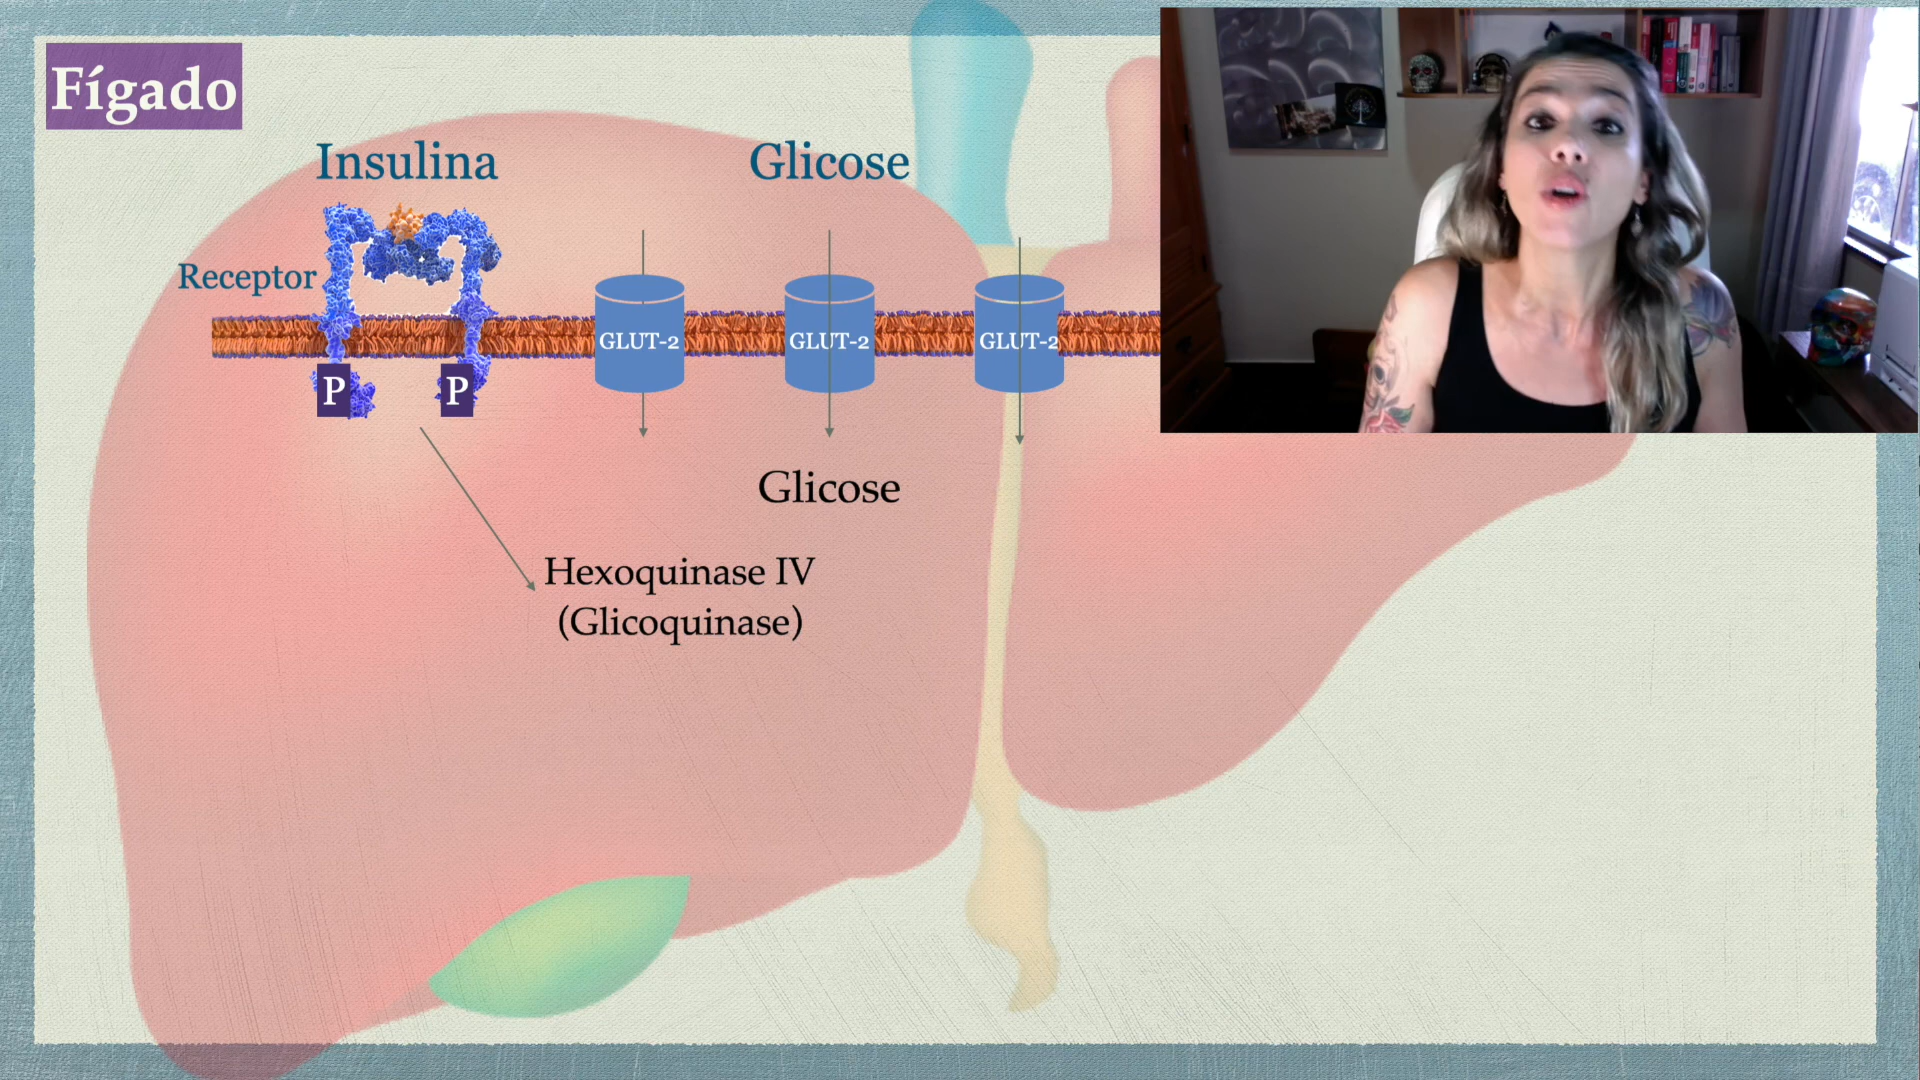 Fígado
Insulina
Glicose
Receptor
GLUT-2
GLUT-2
GLUT-2
P
P
Glicose
Hexoquinase IV
(Glicoquinase)